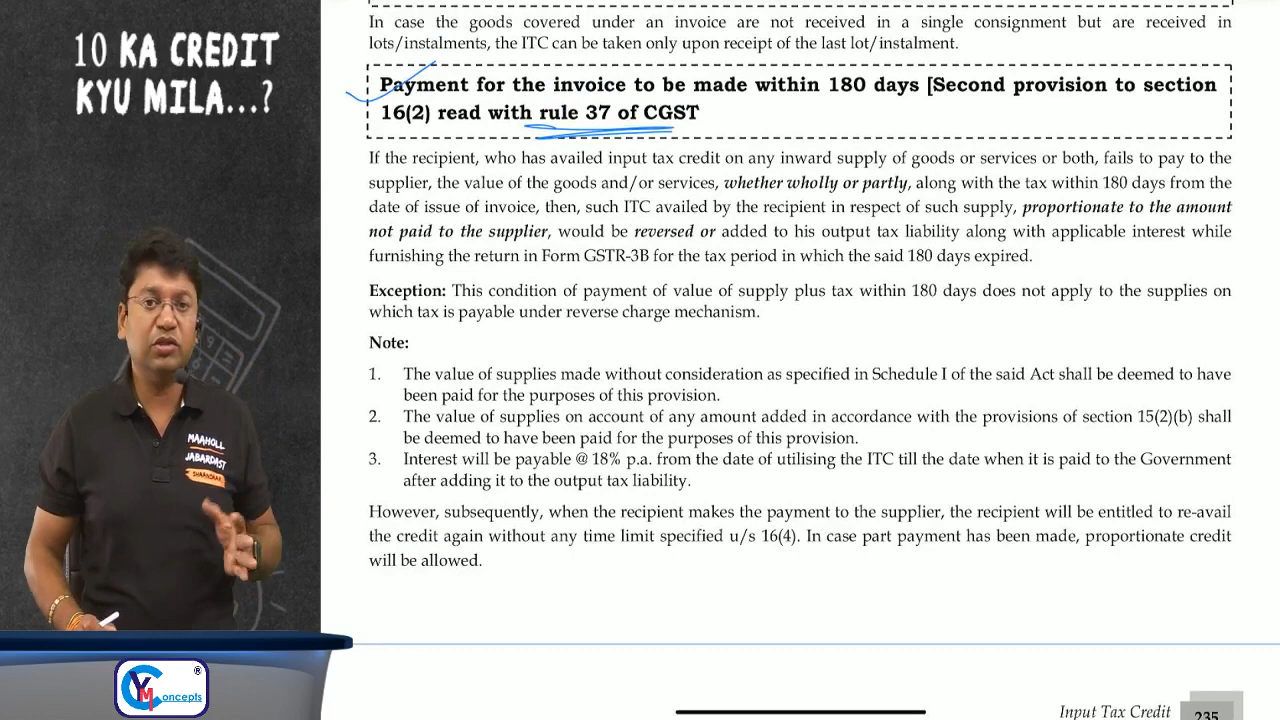 10 KA CREDIT
KYU MILA...?
In case the goods covered under an invoice are not received in a single consignment but are received in
lots/instalments, the ITC can be taken only upon receipt of the last lot/instalment.
Payment for the invoice to be made within 180 days [Second provision to section
16(2) read with rule 37 of CGST
If the recipient, who has availed input tax credit on any inward supply of goods or services or both, fails to pay to the
supplier, the value of the goods and/or services, whether wholly or partly, along with the tax within 180 days from the
date of issue of invoice, then, such ITC availed by the recipient in respect of such supply, proportionate to the amount
not paid to the supplier, would be reversed or added to his output tax liability along with applicable interest while
furnishing the return in Form GSTR-3B for the tax period in which the said 180 days expired.
Exception: This condition of payment of value of supply plus tax within 180 days does not apply to the supplies on
which tax is payable under reverse charge mechanism.
Note:
1. The value of supplies made without consideration as specified in Schedule I of the said Act shall be deemed to have
been paid for the purposes of this provision.
2. The value of supplies on account of any amount added in accordance with the provisions of section 15(2)(b) shall
be deemed to have been paid for the purposes of this provision.
3. Interest will be payable @ 18% p.a. from the date of utilising the ITC till the date when it is paid to the Government
after adding it to the output tax liability.
However, subsequently, when the recipient makes the payment to the supplier, the recipient will be entitled to re-avail
the credit again without any time limit specified u/s 16(4). In case part payment has been made, proportionate credit
will be allowed.
MAAHOLL
JABARDAST
SHAANDAAR
YM Concepts ®
Input Tax Credit 235